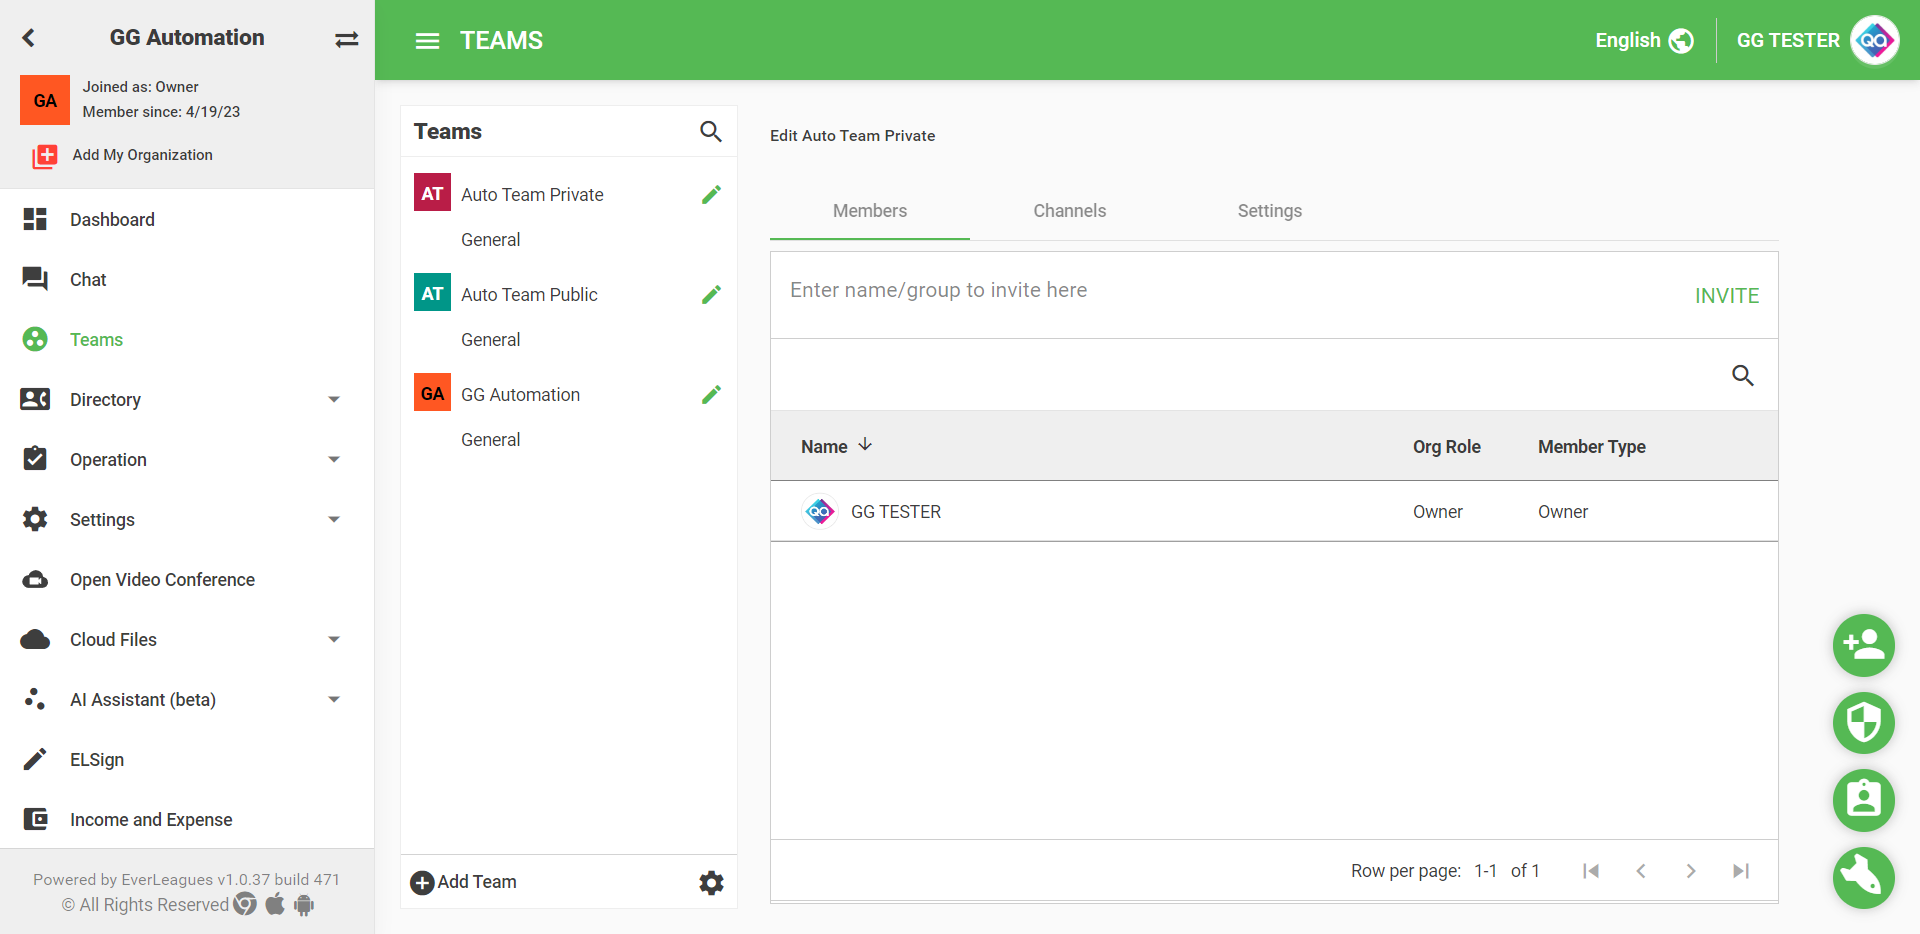 GG Automation
GA
Joined as: Owner
Member since: 4/19/23
Add My Organization
Dashboard
Chat
Teams
Directory
Operation
Settings
Open Video Conference
Cloud Files
AI Assistant (beta)
ELSign
Income and Expense
Powered by EverLeagues v1.0.37 build 471
© All Rights Reserved
TEAMS
English
GG TESTER
QA
Teams
AT Auto Team Private
General
AT Auto Team Public
General
GA GG Automation
General
Add Team
Edit Auto Team Private
Members Channels Settings
Enter name/group to invite here
INVITE
Name Org Role Member Type
QA GG TESTER Owner Owner
Row per page: 1-1 of 1